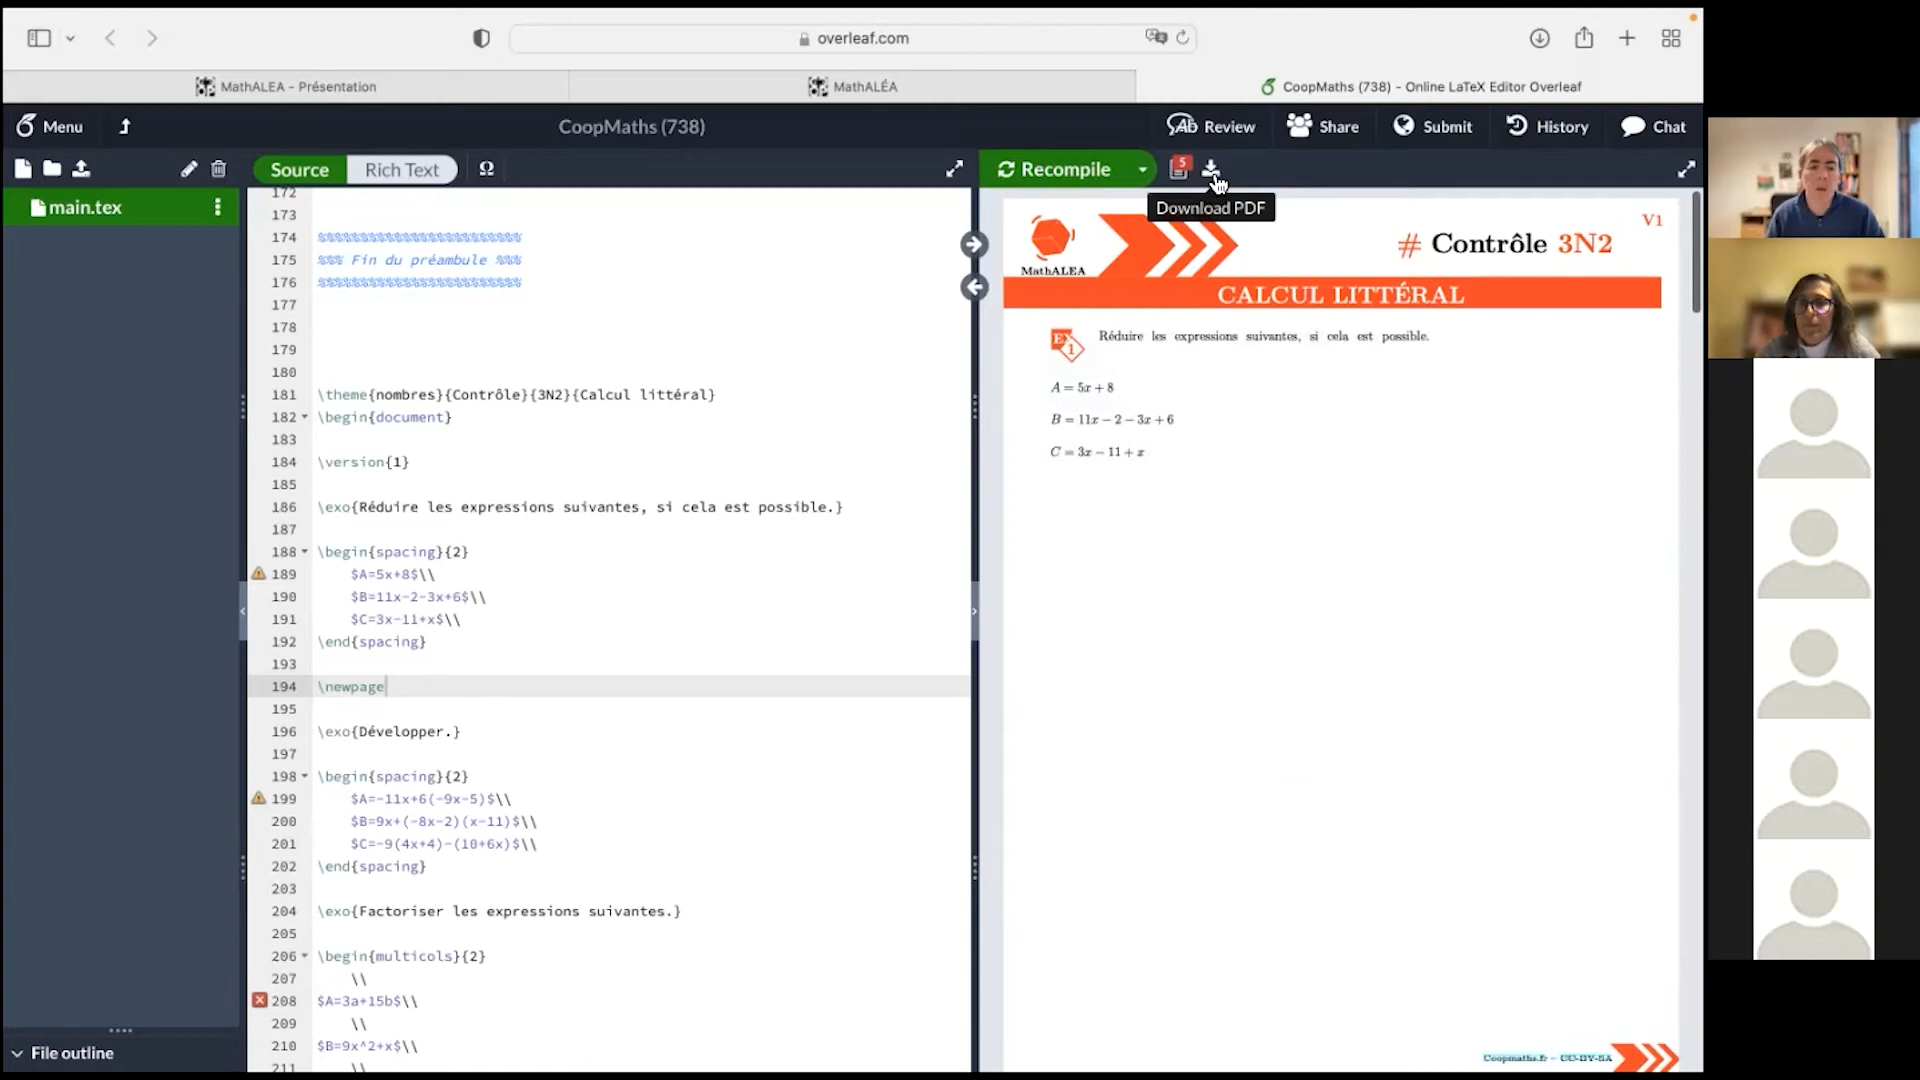 overleaf.com
MathALEA - Présentation
MathALÉA
CoopMaths (738) - Online LaTeX Editor Overleaf
Menu
CoopMaths (738)
Review
Share
Submit
History
Chat
Source
Rich Text
Ω
Recompile
5
Download PDF
main.tex
File outline
172
173
174 %%%%%%%%%%%%%%%%%%%%%%%%
175 %%% Fin du préambule %%%
176 %%%%%%%%%%%%%%%%%%%%%%%%
177
178
179
180
181 \theme{nombres}{Contrôle}{3N2}{Calcul littéral}
182 \begin{document}
183
184 \version{1}
185
186 \exo{Réduire les expressions suivantes, si cela est possible.}
187
188 \begin{spacing}{2}
189 $A=5x+8$\\
190 $B=11x-2-3x+6$\\
191 $C=3x-11+x$\\
192 \end{spacing}
193
194 \newpage
195
196 \exo{Développer.}
197
198 \begin{spacing}{2}
199 $A=-11x+6(-9x-5)$\\
200 $B=9x+(-8x-2)(x-11)$\\
201 $C=-9(4x+4)-(10+6x)$\\
202 \end{spacing}
203
204 \exo{Factoriser les expressions suivantes.}
205
206 \begin{multicols}{2}
207 \\
208 $A=3a+15b$\\
209 \\
210 $B=9x^2+x$\\
211 \\
MathALEA
V1
# Contrôle 3N2
CALCUL LITTÉRAL
EX 1 Réduire les expressions suivantes, si cela est possible.
A = 5x + 8
B = 11x − 2 − 3x + 6
C = 3x − 11 + x
Coopmaths.fr – CC-BY-SA